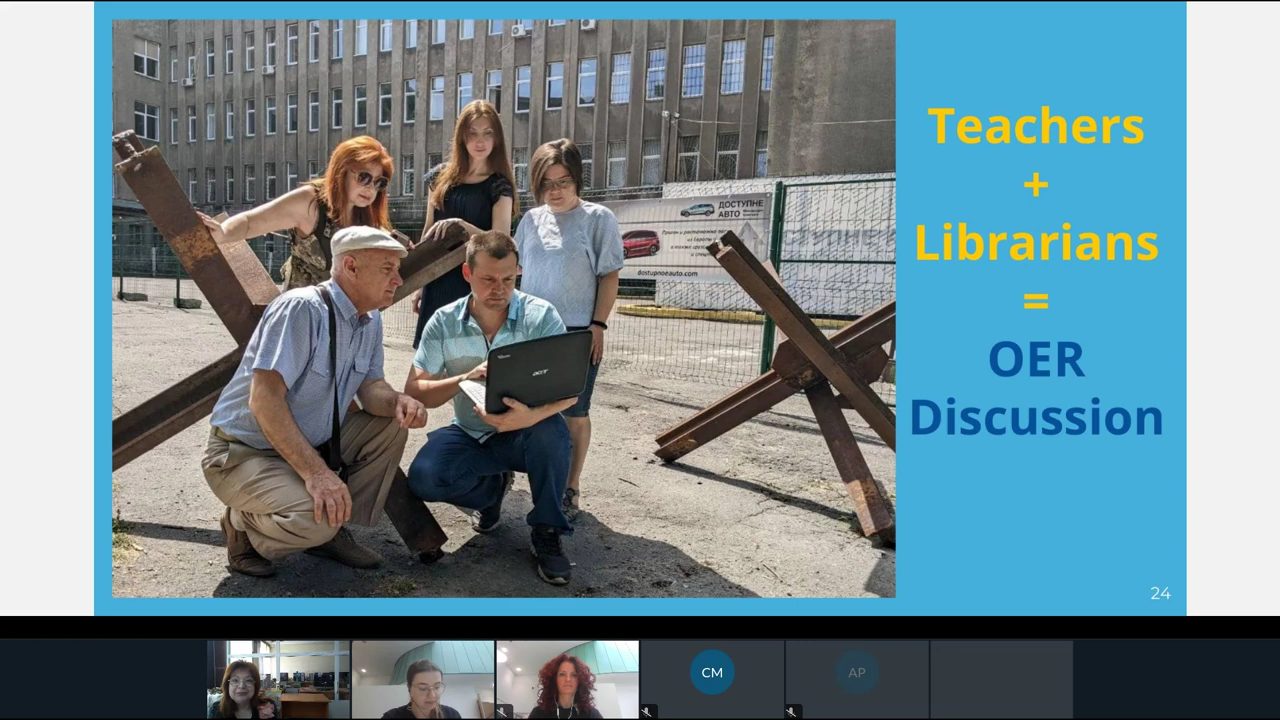 Teachers
+
Librarians
=
OER
Discussion
ДОСТУПНЕ
АВТО
dostupnoeauto.com
acer
24
CM
AP